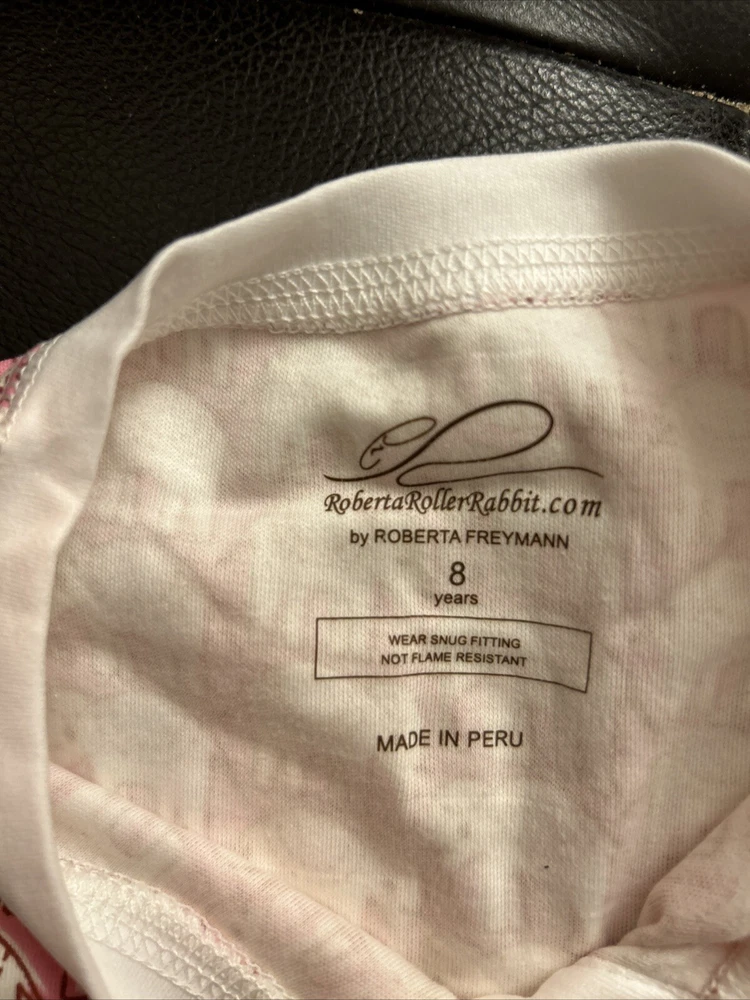 RobertaRollerRabbit.com
by ROBERTA FREYMANN
8
years
WEAR SNUG FITTING
NOT FLAME RESISTANT
MADE IN PERU